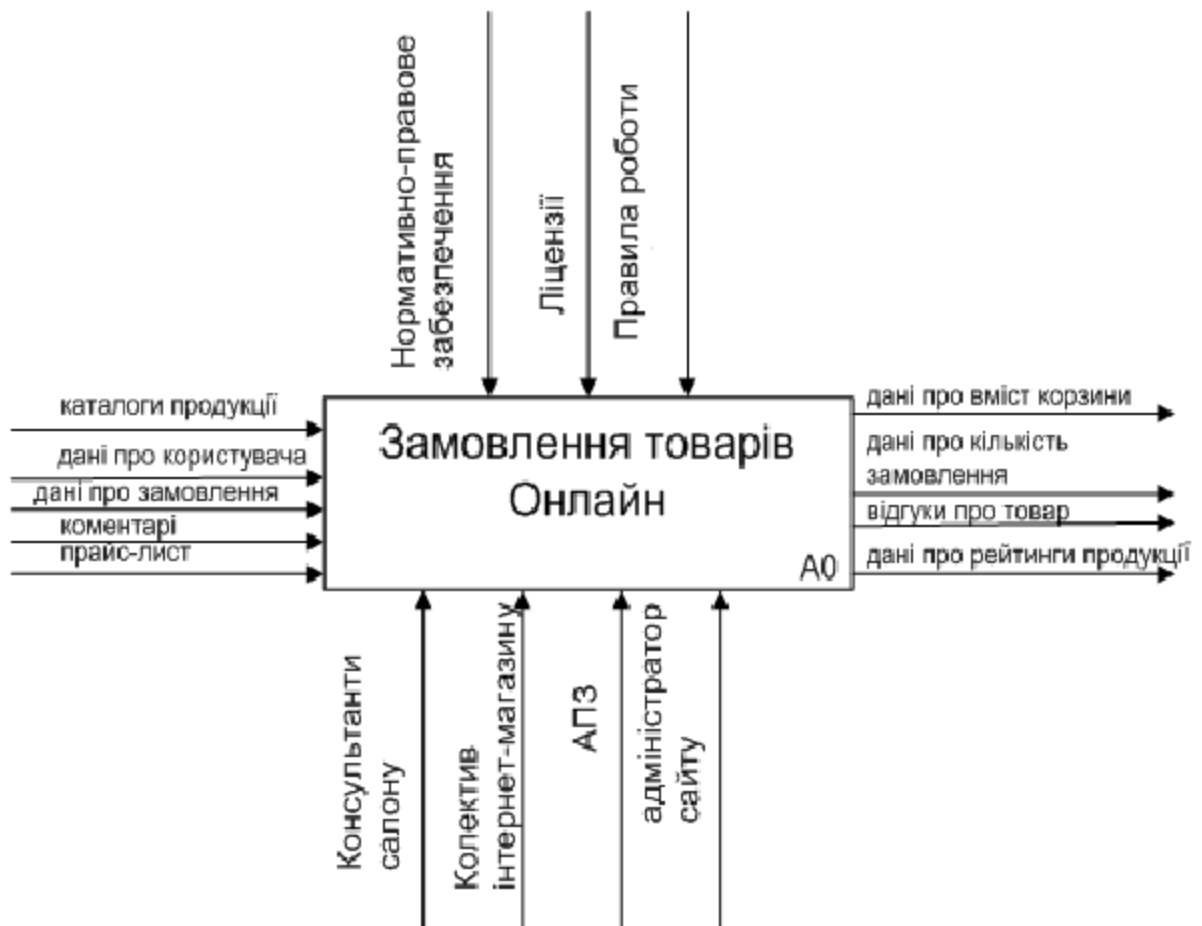 Нормативно-правове
забезпечення
Ліцензії
Правила роботи
каталоги продукції
дані про користувача
дані про замовлення
коментарі
прайс-лист
Замовлення товарів
Онлайн
А0
дані про вміст корзини
дані про кількість
замовлення
відгуки про товар
дані про рейтинги продукції
Консультанти
салону
Колектив
інтернет-магазину
АПЗ
адміністратор
сайту